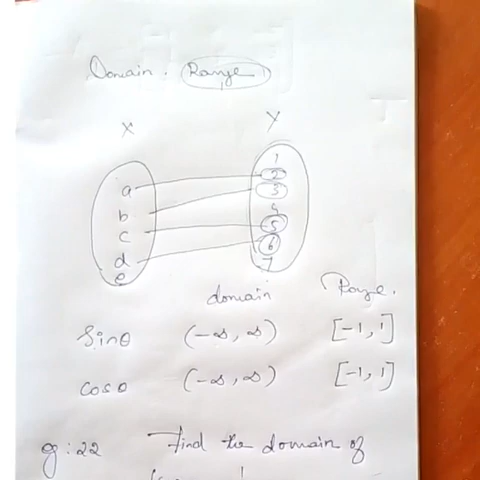 Domain. Range
X Y
1
a 2
b 3
4
c 5
d 6
e 7
domain Range.
Sinθ (-∞, ∞) [-1, 1]
cosθ (-∞, ∞) [-1, 1]
g:22 Find the domain of